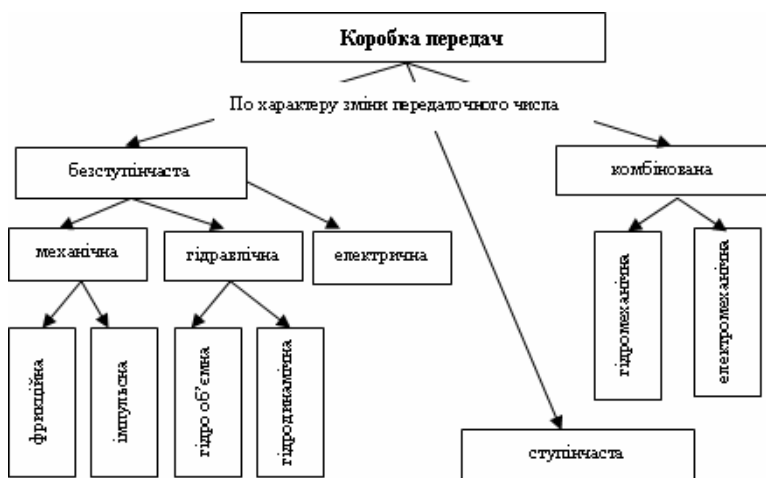 Коробка передач
По характеру зміни передаточного числа
безступінчаста
комбінована
механічна
гідравлічна
електрична
гідромеханічна
електромеханічна
фрикційна
імпульсна
гідро об'ємна
гідродинамічна
ступінчаста